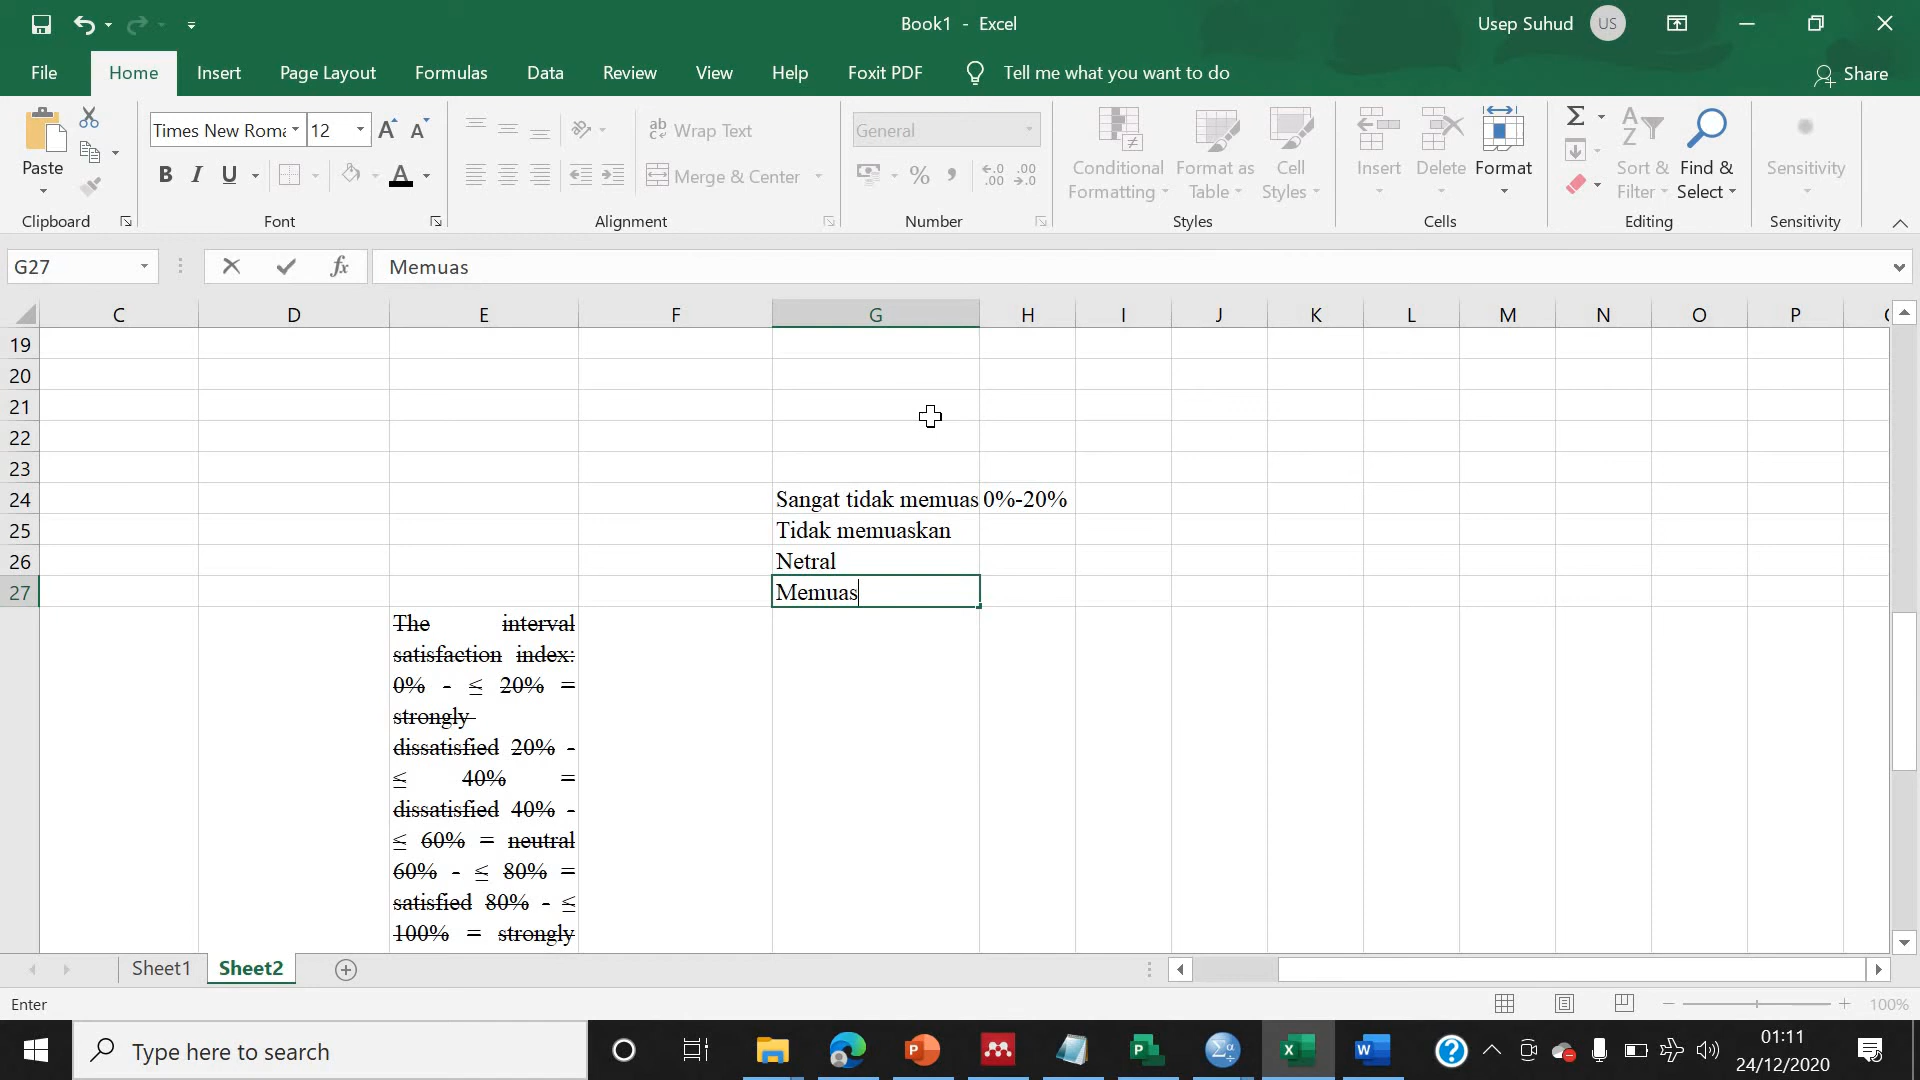 Book1 - Excel
Usep Suhud
US
File Home Insert Page Layout Formulas Data Review View Help Foxit PDF Tell me what you want to do Share
Times New Roma 12
Wrap Text
General
Paste
Merge & Center
Conditional Formatting
Format as Table
Cell Styles
Insert
Delete
Format
Sort & Filter
Find & Select
Sensitivity
Clipboard Font Alignment Number Styles Cells Editing Sensitivity
G27
fx
Memuas
C D E F G H I J K L M N O P
19
20
21
22
23
24 Sangat tidak memuas 0%-20%
25 Tidak memuaskan
26 Netral
27 Memuas
The interval
satisfaction index:
0% - ≤ 20% =
strongly
dissatisfied 20% -
≤ 40% =
dissatisfied 40% -
≤ 60% = neutral
60% - ≤ 80% =
satisfied 80% - ≤
100% = strongly
Sheet1 Sheet2
Enter
100%
Type here to search
01:11
24/12/2020